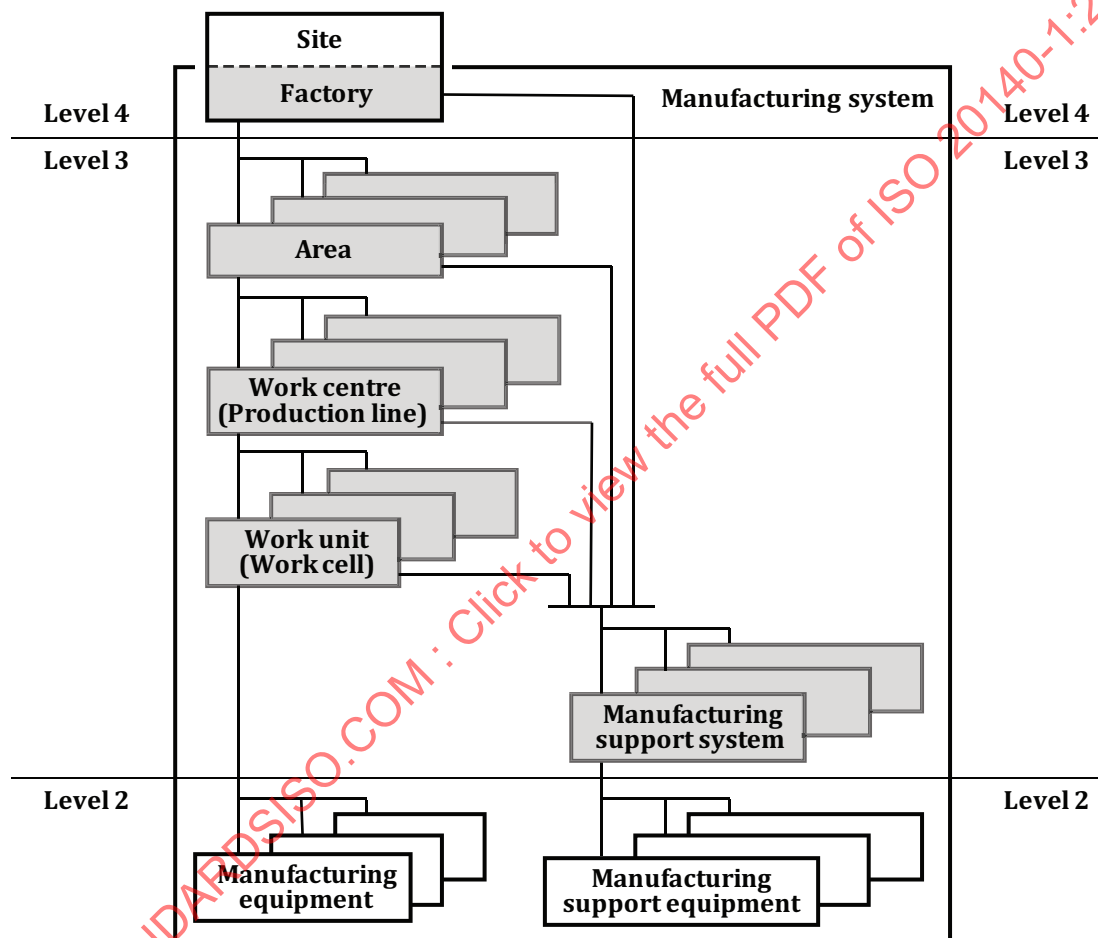 Site
Factory
Manufacturing system
Level 4
Level 4
Level 3
Level 3
Area
Work centre
(Production line)
Work unit
(Work cell)
Manufacturing
support system
Level 2
Level 2
Manufacturing
equipment
Manufacturing
support equipment
DARDSISO.COM : Click to view the full PDF of ISO 20140-1:2